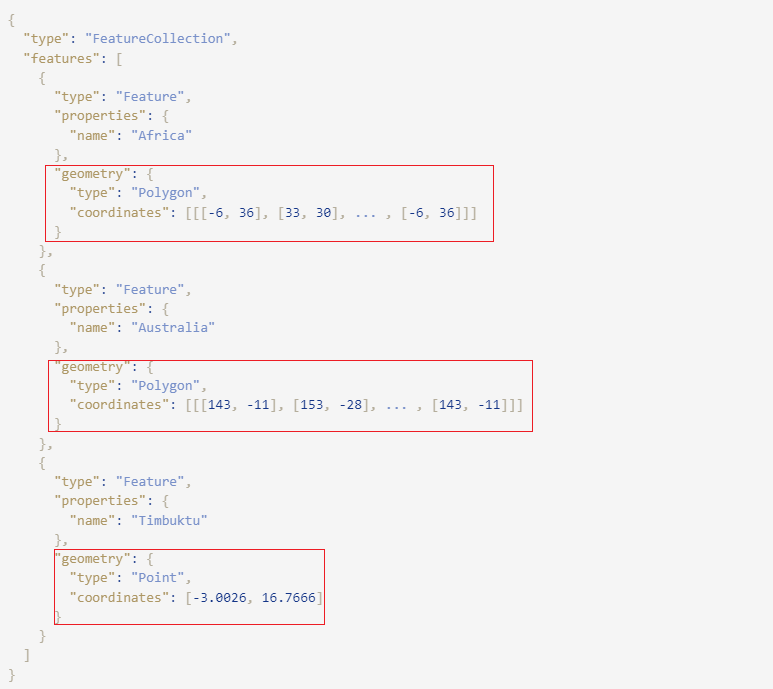 {
  "type": "FeatureCollection",
  "features": [
    {
      "type": "Feature",
      "properties": {
        "name": "Africa"
      },
      "geometry": {
        "type": "Polygon",
        "coordinates": [[[-6, 36], [33, 30], ... , [-6, 36]]]
      }
    },
    {
      "type": "Feature",
      "properties": {
        "name": "Australia"
      },
      "geometry": {
        "type": "Polygon",
        "coordinates": [[[143, -11], [153, -28], ... , [143, -11]]]
      }
    },
    {
      "type": "Feature",
      "properties": {
        "name": "Timbuktu"
      },
      "geometry": {
        "type": "Point",
        "coordinates": [-3.0026, 16.7666]
      }
    }
  ]
}